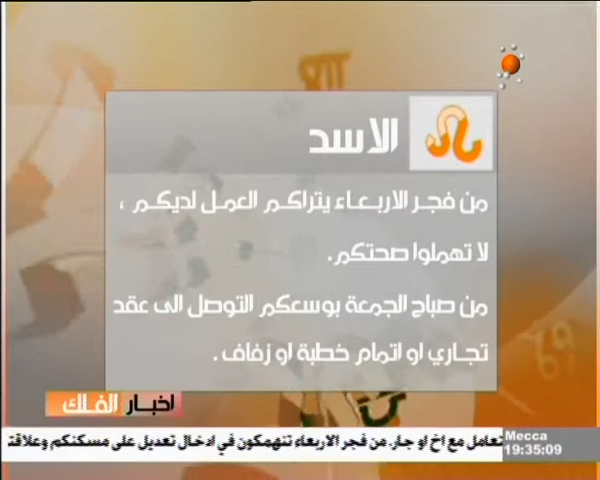 الاسد
من فجر الاربعاء يتراكم العمل لديكم ،
لا تهملوا صحتكم .
من صباح الجمعة بوسعكم التوصل الى عقد
تجاري او اتمام خطبة او زفاف .
اخبار الفلك
تعامل مع اخ او جار. من فجر الاربعاء تنهمكون في ادخال تعديل على مسكنكم وعلاقت
Mecca
19:35:09